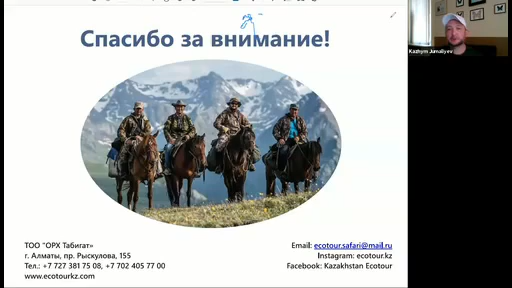 Спасибо за внимание!
Kazhym Jumaliyev
ТОО "ОРХ Табигат"
г. Алматы, пр. Рыскулова, 155
Тел.: +7 727 381 75 08, +7 702 405 77 00
www.ecotourkz.com
Email: ecotour.safari@mail.ru
Instagram: ecotour.kz
Facebook: Kazakhstan Ecotour